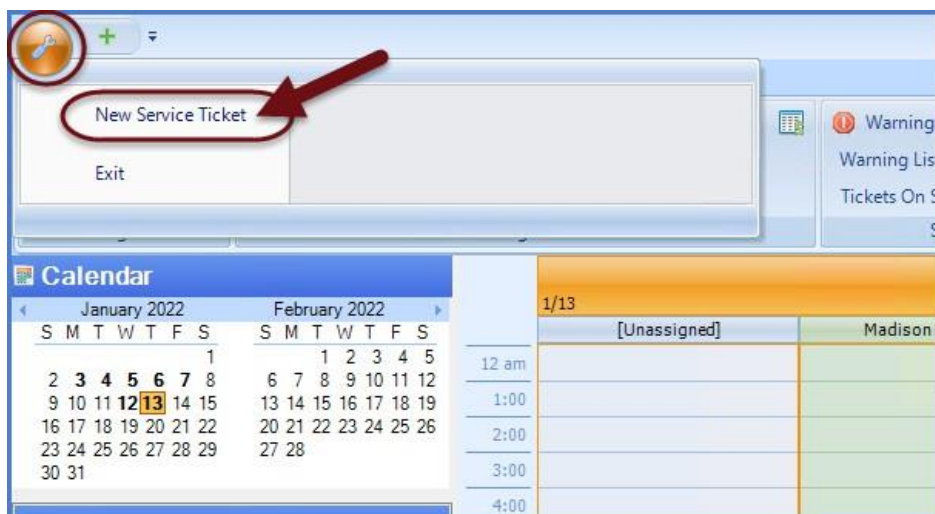 New Service Ticket
Exit
Warning
Warning Lis
Tickets On S
Calendar
January 2022
S M T W T F S
1
2 3 4 5 6 7 8
9 10 11 12 13 14 15
16 17 18 19 20 21 22
23 24 25 26 27 28 29
30 31
February 2022
S M T W T F S
1 2 3 4 5
6 7 8 9 10 11 12
13 14 15 16 17 18 19
20 21 22 23 24 25 26
27 28
1/13
[Unassigned]
Madison
12 am
1:00
2:00
3:00
4:00